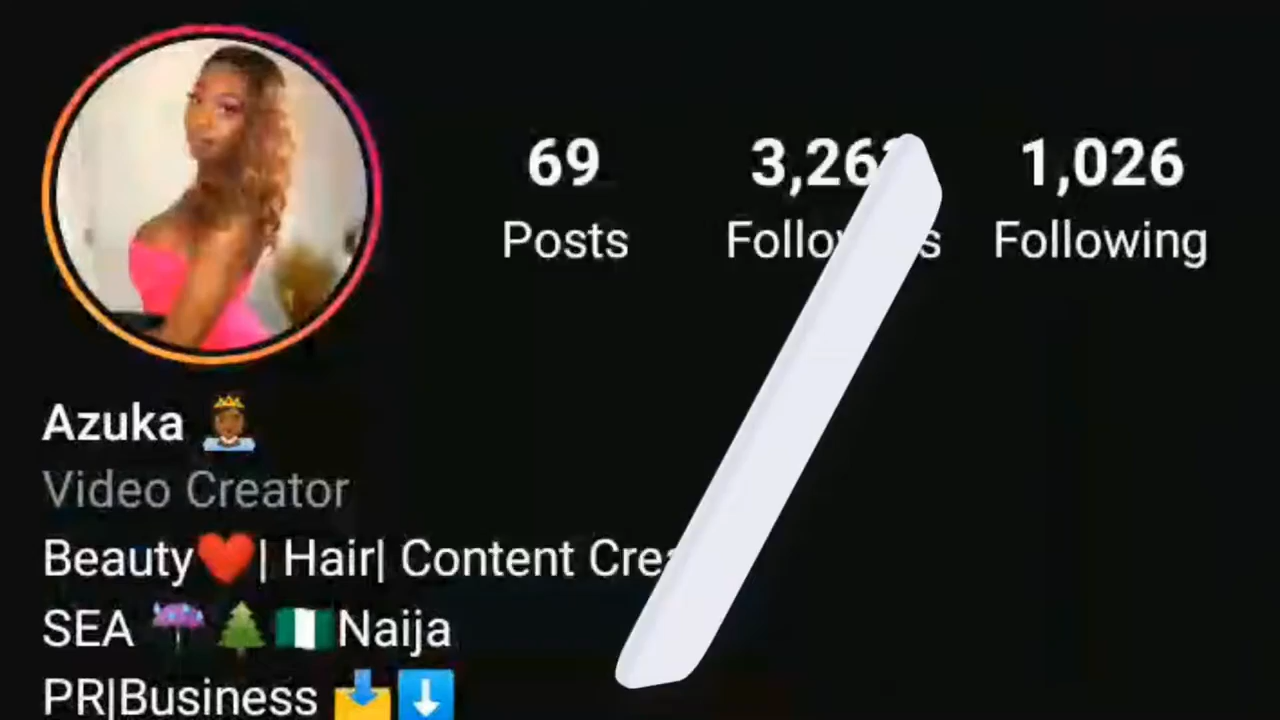 69 1,026
Posts Following
Azuka 👸🏾
Video Creator
Beauty❤️| Hair| Content
SEA ☔🌲🇳🇬Naija
PR|Business 📩⬇️